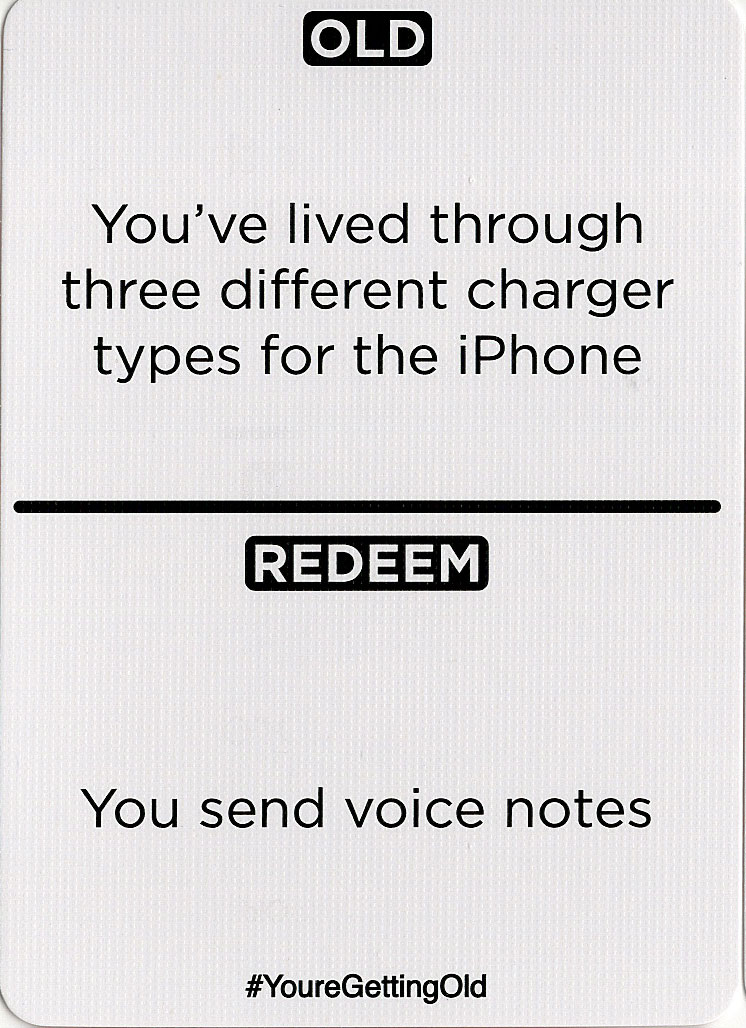 OLD
You’ve lived through
three different charger
types for the iPhone
REDEEM
You send voice notes
#YoureGettingOld